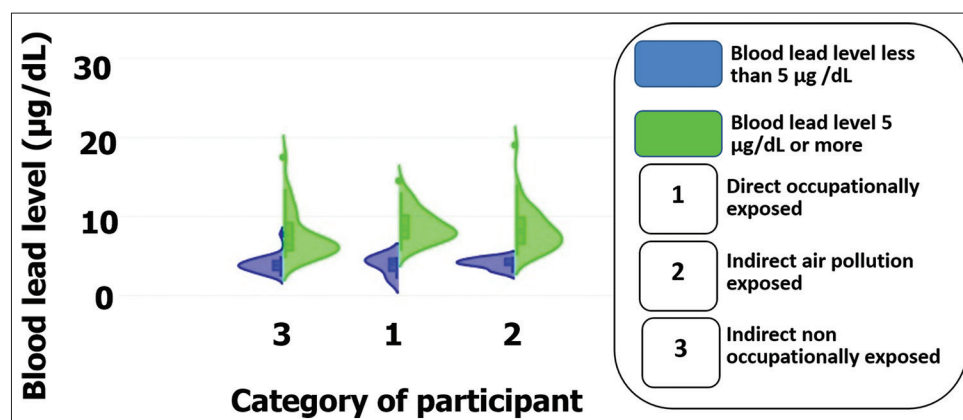 Blood lead level (µg/dL)
30
20
10
0
3 1 2
Category of participant
Blood lead level less
than 5 µg /dL
Blood lead level 5
µg/dL or more
1
Direct occupationally
exposed
2
Indirect air pollution
exposed
3
Indirect non
occupationally exposed